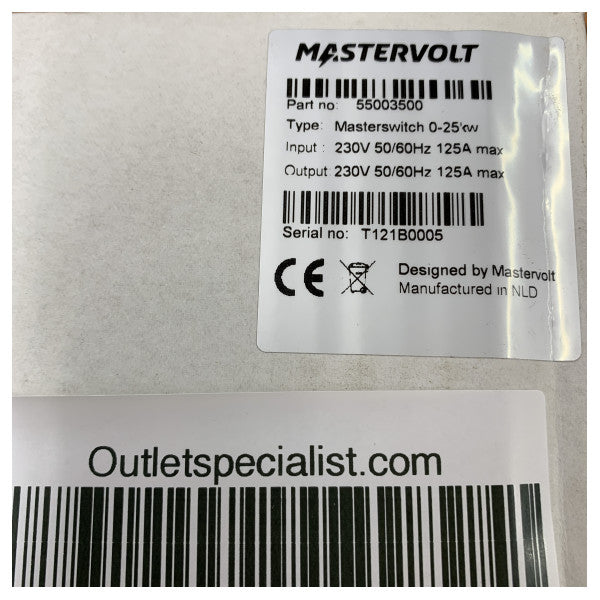 MASTERVOLT
Part no: 55003500
Type: Masterswitch 0-25kw
Input : 230V 50/60Hz 125A max
Output 230V 50/60Hz 125A max
Serial no: T121B0005
CE
Designed by Mastervolt
Manufactured in NLD
Outletspecialist.com